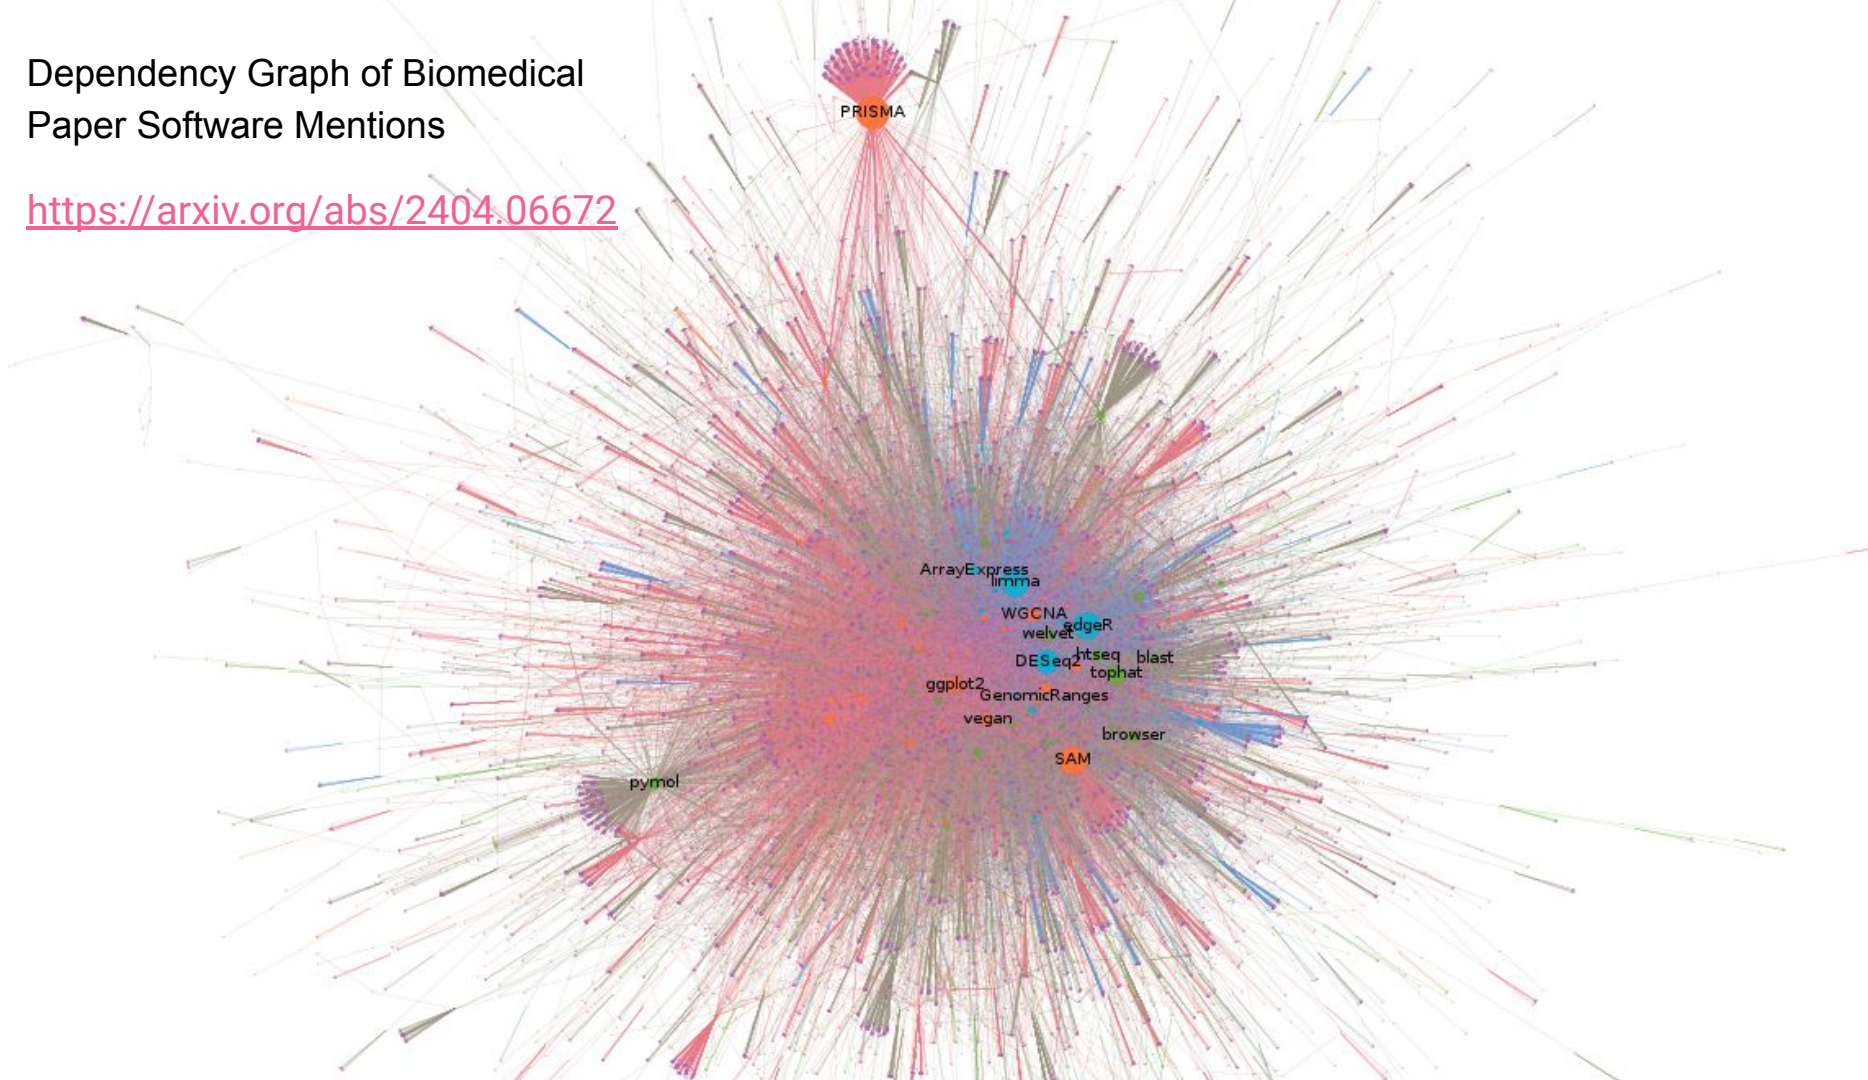 Dependency Graph of Biomedical
Paper Software Mentions
https://arxiv.org/abs/2404.06672
PRISMA
ArrayExpress
limma
WGCNA
edgeR
welvet
DESeq2
htseq
blast
tophat
ggplot2
GenomicRanges
vegan
browser
SAM
pymol